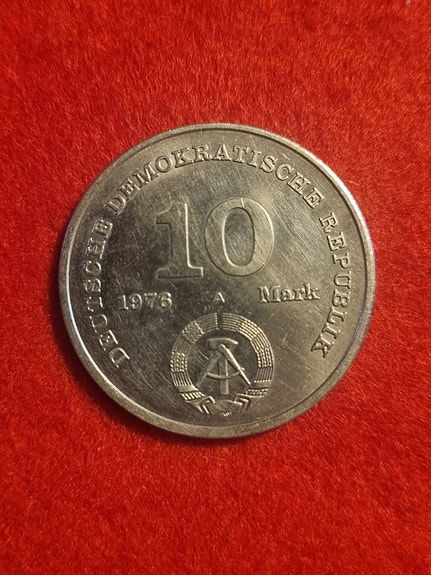 DEUTSCHE DEMOKRATISCHE REPUBLIK
10
1976 A Mark